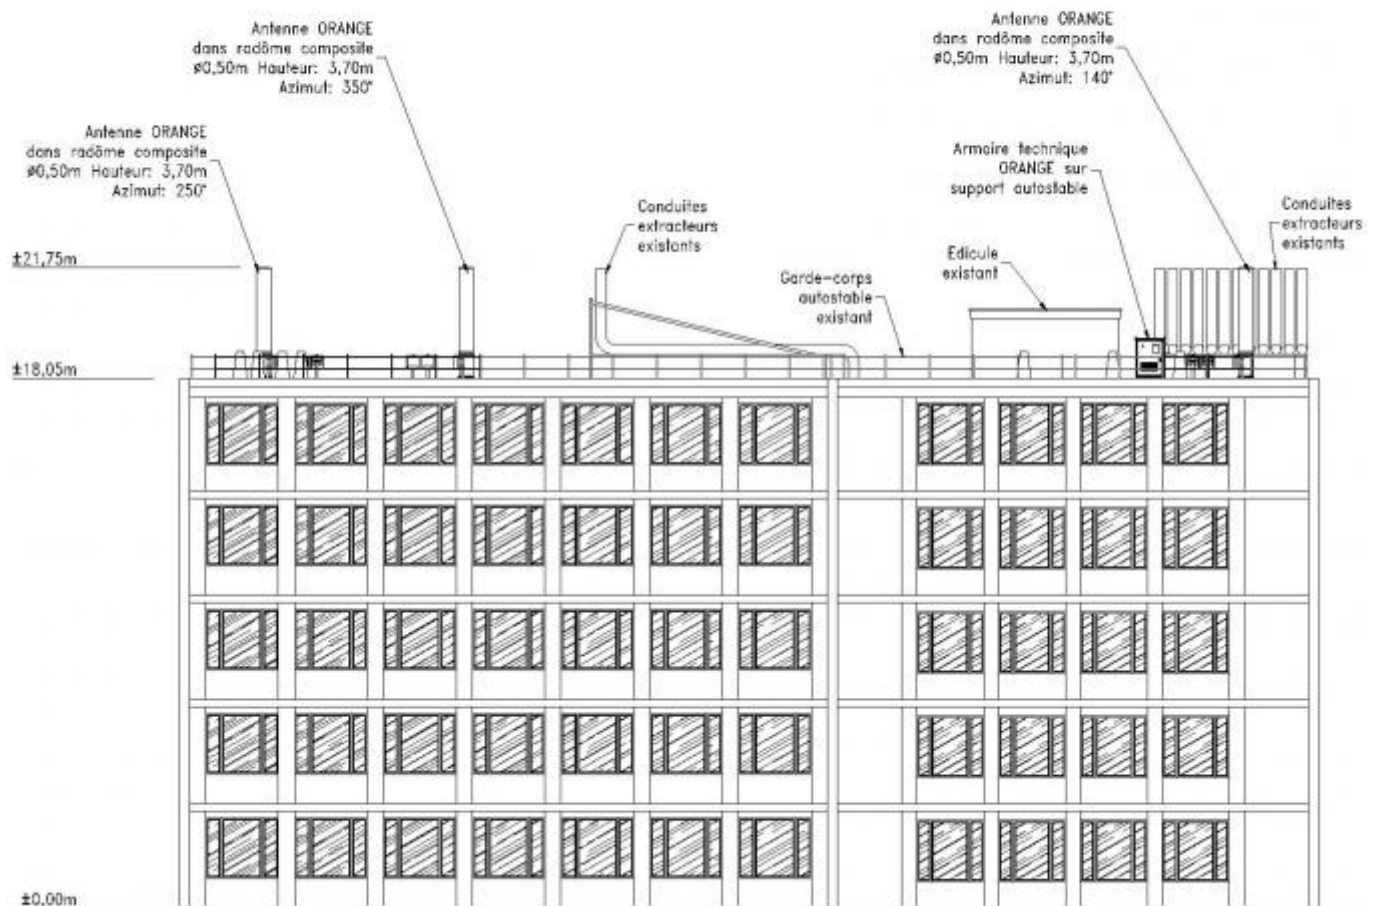 Antenne ORANGE
dans radôme composite
ø0,50m Hauteur: 3,70m
Azimut: 350°
Antenne ORANGE
dans radôme composite
ø0,50m Hauteur: 3,70m
Azimut: 140°
Antenne ORANGE
dans radôme composite
ø0,50m Hauteur: 3,70m
Azimut: 250°
Armoire technique
ORANGE sur
support autostable
Conduites
extracteurs
existants
Conduites
extracteurs
existants
±21,75m
Edicule
existant
Garde-corps
autostable
existant
±18,05m
±0,00m